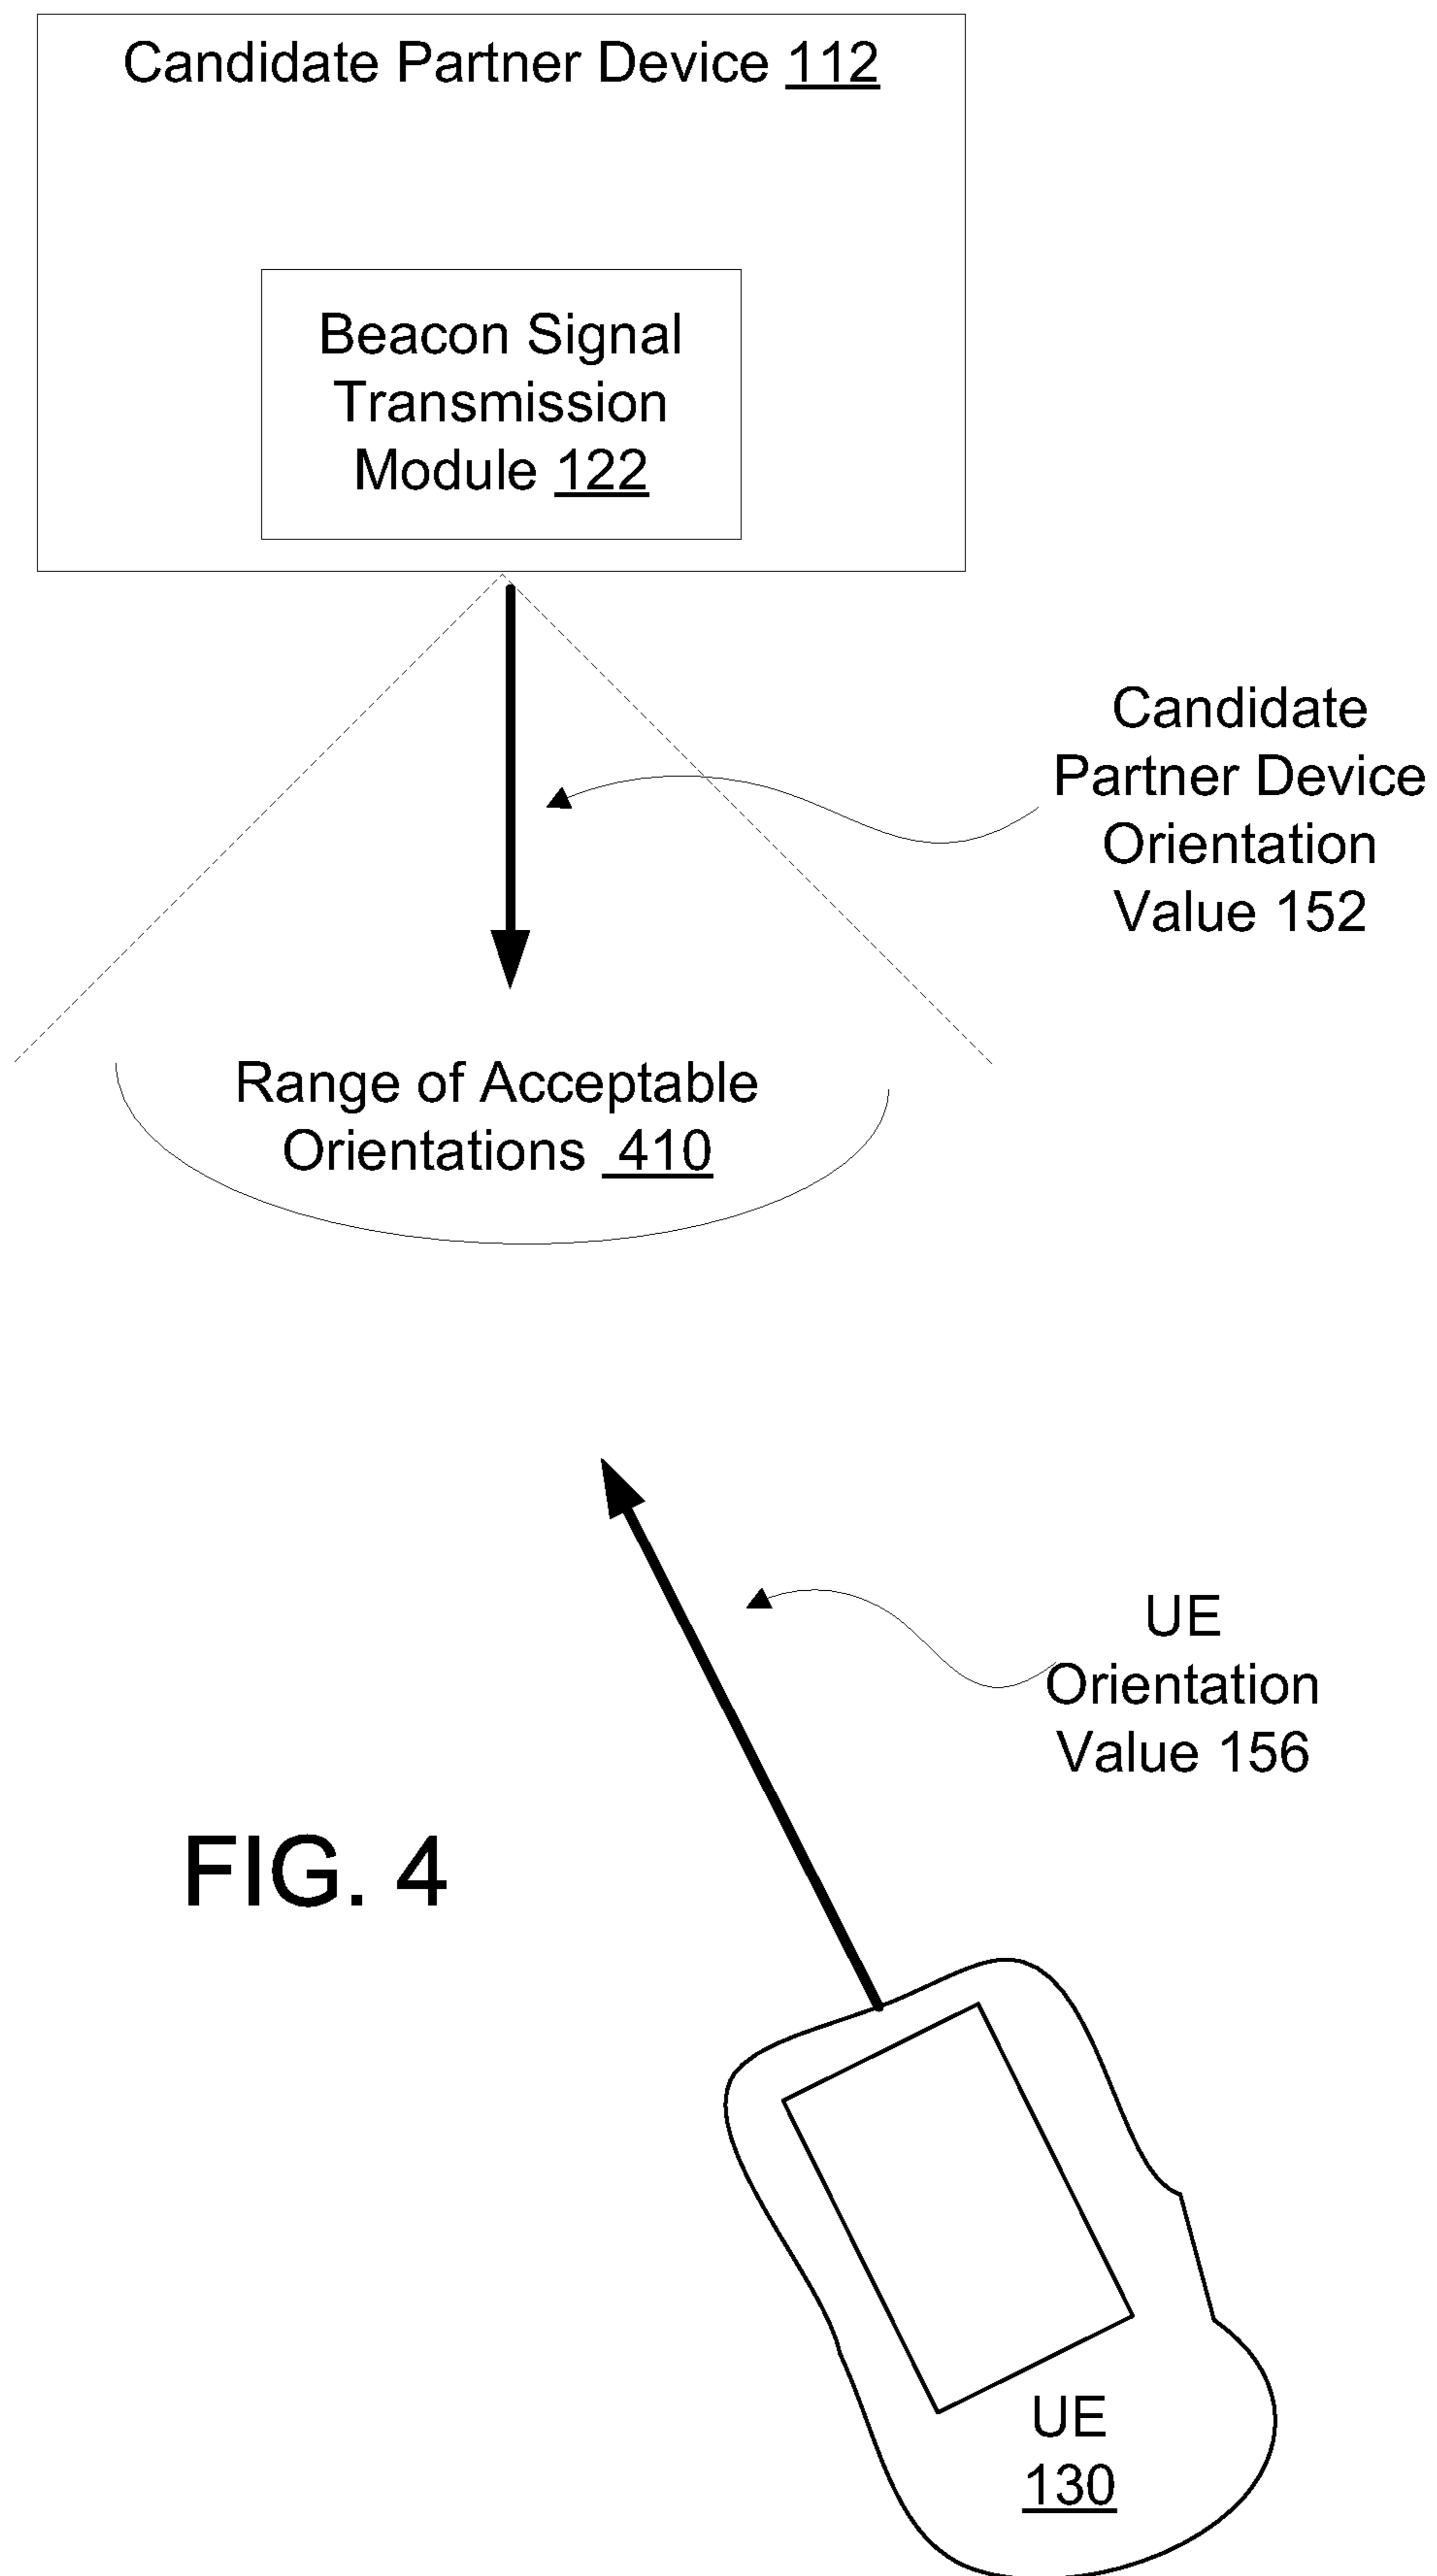 Candidate Partner Device 112
Beacon Signal
Transmission
Module 122
Candidate
Partner Device
Orientation
Value 152
Range of Acceptable
Orientations 410
UE
Orientation
Value 156
FIG. 4
UE
130